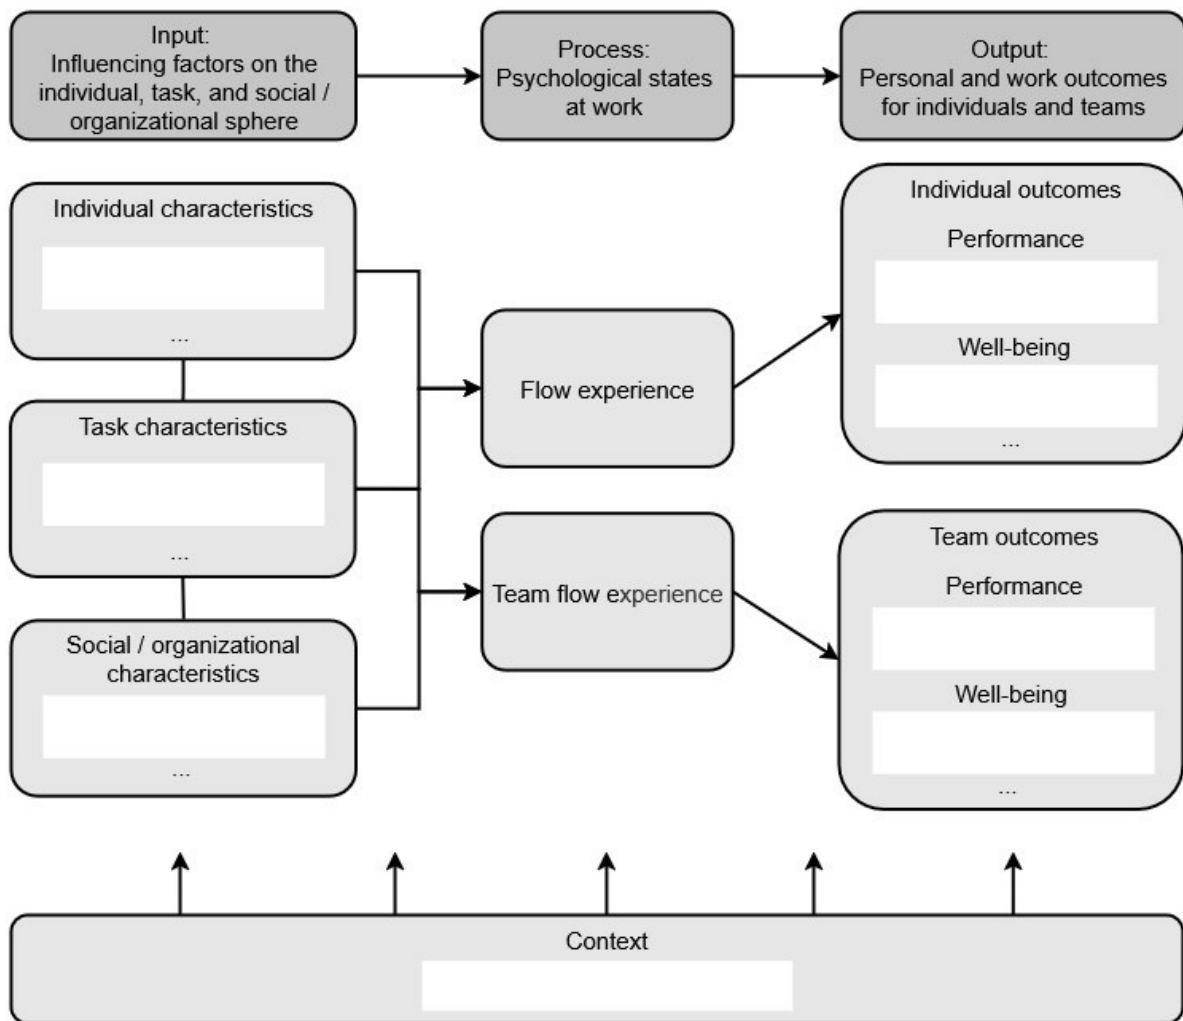 Input:
Influencing factors on the
individual, task, and social /
organizational sphere
Process:
Psychological states
at work
Output:
Personal and work outcomes
for individuals and teams
Individual characteristics
...
Task characteristics
...
Social / organizational
characteristics
...
Flow experience
Team flow experience
Individual outcomes
Performance
Well-being
...
Team outcomes
Performance
Well-being
...
Context